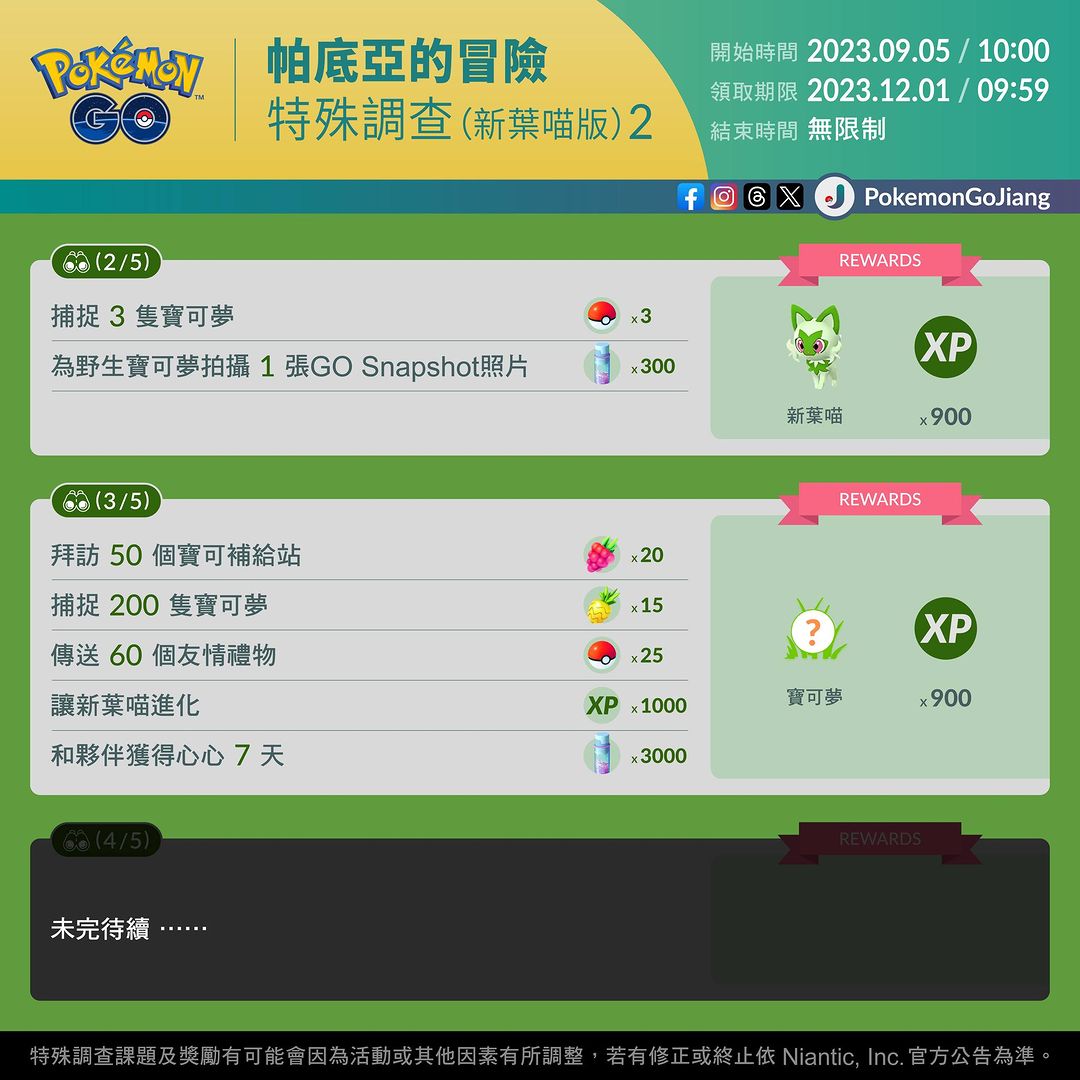 POKÉMON GO TM
帕底亞的冒險
特殊調查(新葉喵版)2
開始時間 2023.09.05 / 10:00
領取期限 2023.12.01 / 09:59
結束時間 無限制
PokemonGoJiang
(2/5)
REWARDS
捕捉 3 隻寶可夢 x3
為野生寶可夢拍攝 1 張GO Snapshot照片 x300
XP
新葉喵 x900
(3/5)
REWARDS
拜訪 50 個寶可補給站 x20
捕捉 200 隻寶可夢 x15
傳送 60 個友情禮物 x25
讓新葉喵進化 XP x1000
和夥伴獲得心心 7 天 x3000
? XP
寶可夢 x900
(4/5)
REWARDS
未完待續 ⋯⋯
特殊調查課題及獎勵有可能會因為活動或其他因素有所調整，若有修正或終止依 Niantic, Inc. 官方公告為準。